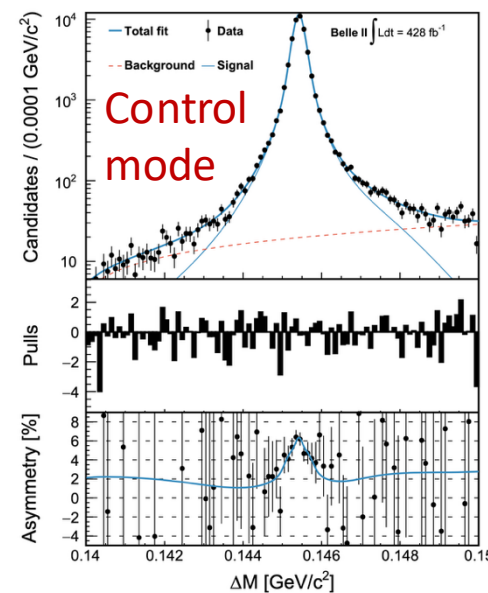 10⁴
Total fit
Data
Belle II ∫ Ldt = 428 fb⁻¹
Background
Signal
Control
mode
10³
10²
10
Candidates / (0.0001 GeV/c²)
2
0
−2
−4
Pulls
8
6
4
2
0
−2
−4
Asymmetry [%]
0.14
0.142
0.144
0.146
0.148
0.15
ΔM [GeV/c²]